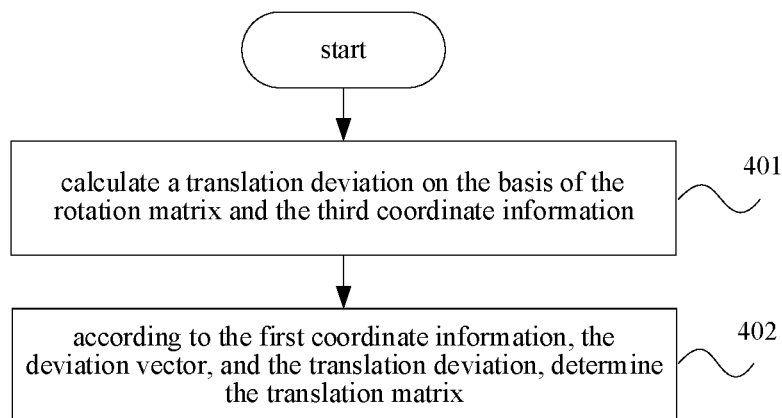 start
calculate a translation deviation on the basis of the
rotation matrix and the third coordinate information
401
according to the first coordinate information, the
deviation vector, and the translation deviation, determine
the translation matrix
402